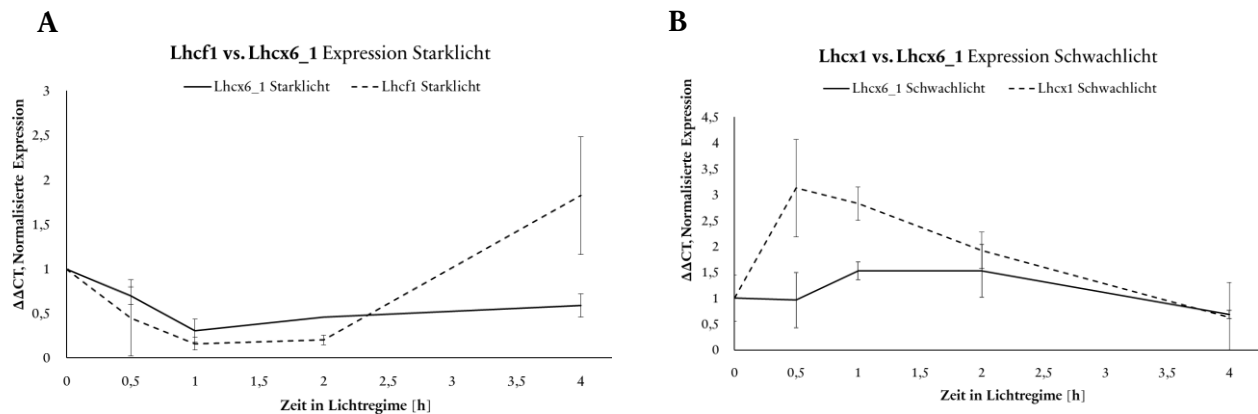 A
Lhcf1 vs. Lhcx6_1 Expression Starklicht
Lhcx6_1 Starklicht Lhcf1 Starklicht
ΔΔCT, Normalisierte Expression
3
2,5
2
1,5
1
0,5
0
0 0,5 1 1,5 2 2,5 3 3,5 4
Zeit in Lichtregime [h]
B
Lhcx1 vs. Lhcx6_1 Expression Schwachlicht
Lhcx6_1 Schwachlicht Lhcx1 Schwachlicht
ΔΔCT, Normalisierte Expression
4,5
4
3,5
3
2,5
2
1,5
1
0,5
0
0 0,5 1 1,5 2 2,5 3 3,5 4
Zeit in Lichtregime [h]